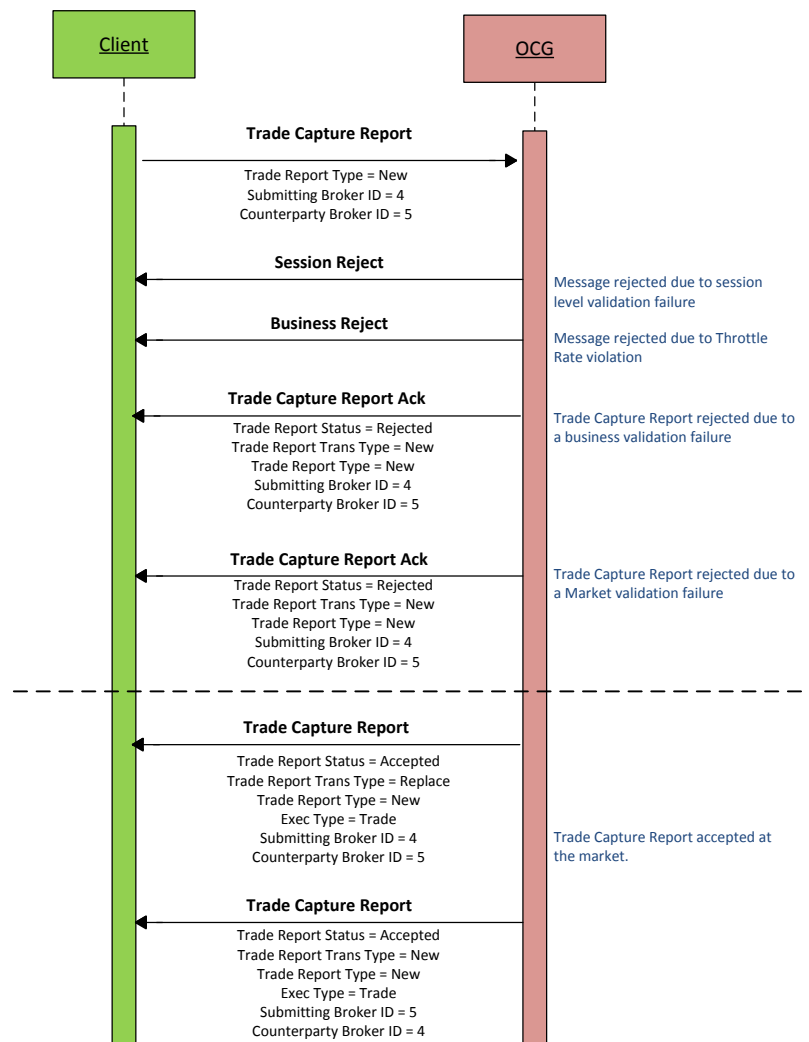 Client
OCG
Trade Capture Report
Trade Report Type = New
Submitting Broker ID = 4
Counterparty Broker ID = 5
Session Reject
Message rejected due to session
level validation failure
Business Reject
Message rejected due to Throttle
Rate violation
Trade Capture Report Ack
Trade Report Status = Rejected
Trade Report Trans Type = New
Trade Report Type = New
Submitting Broker ID = 4
Counterparty Broker ID = 5
Trade Capture Report rejected due to
a business validation failure
Trade Capture Report Ack
Trade Report Status = Rejected
Trade Report Trans Type = New
Trade Report Type = New
Submitting Broker ID = 4
Counterparty Broker ID = 5
Trade Capture Report rejected due to
a Market validation failure
Trade Capture Report
Trade Report Status = Accepted
Trade Report Trans Type = Replace
Trade Report Type = New
Exec Type = Trade
Submitting Broker ID = 4
Counterparty Broker ID = 5
Trade Capture Report accepted at
the market.
Trade Capture Report
Trade Report Status = Accepted
Trade Report Trans Type = New
Trade Report Type = New
Exec Type = Trade
Submitting Broker ID = 5
Counterparty Broker ID = 4